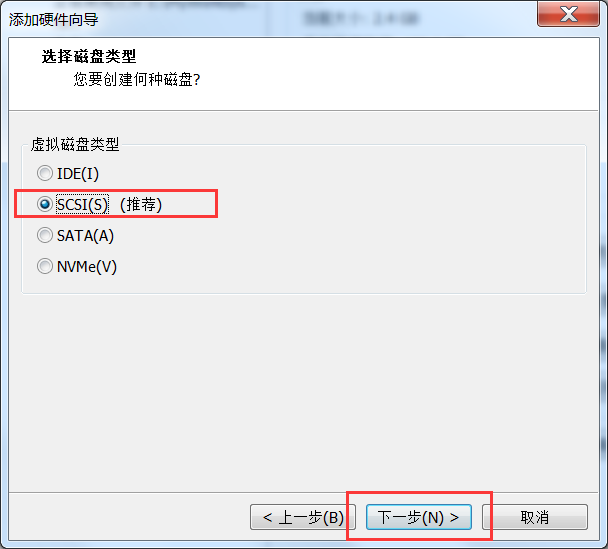 添加硬件向导
选择磁盘类型
您要创建何种磁盘?
虚拟磁盘类型
IDE(I)
SCSI(S) (推荐)
SATA(A)
NVMe(V)
< 上一步(B) 下一步(N) > 取消